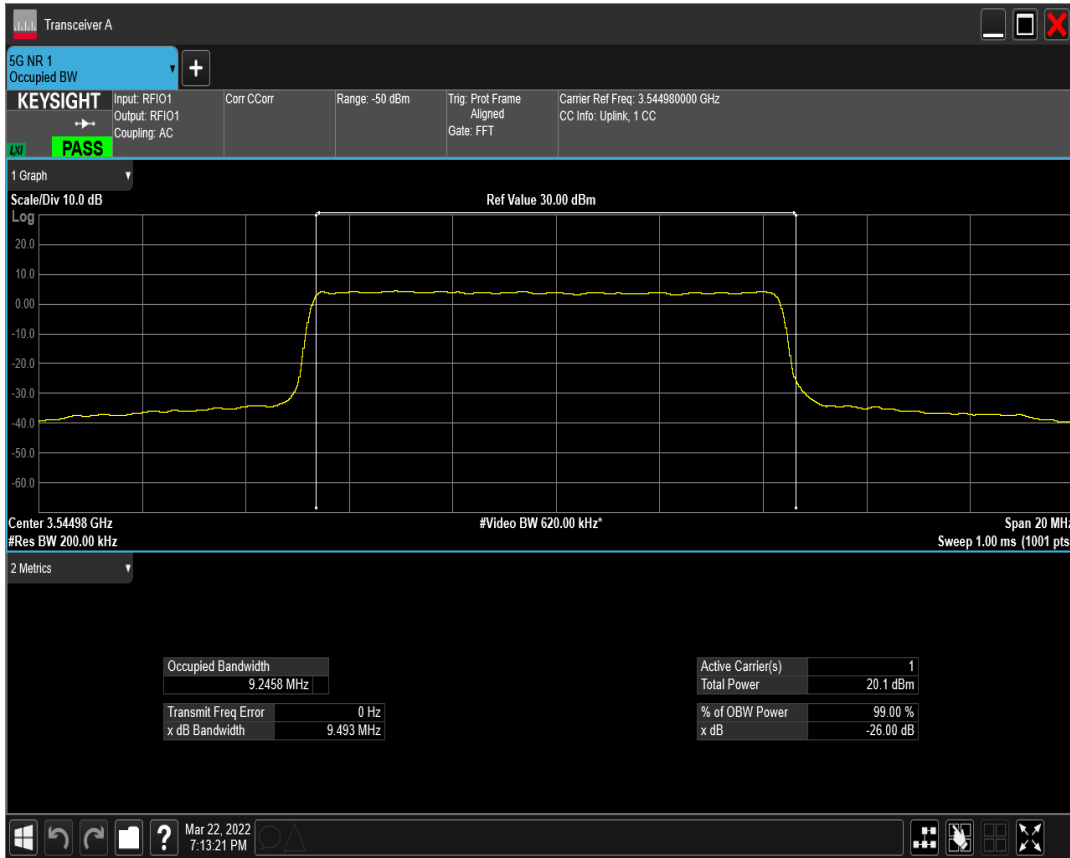 Transceiver A
5G NR 1
Occupied BW
KEYSIGHT
LXI
PASS
Input: RFIO1
Output: RFIO1
Coupling: AC
Corr CCorr
Range: -50 dBm
Trig: Prot Frame
Aligned
Gate: FFT
Carrier Ref Freq: 3.544980000 GHz
CC Info: Uplink, 1 CC
1 Graph
Scale/Div 10.0 dB
Ref Value 30.00 dBm
Log
20.0
10.0
0.00
-10.0
-20.0
-30.0
-40.0
-50.0
-60.0
Center 3.54498 GHz
#Video BW 620.00 kHz*
Span 20 MHz
#Res BW 200.00 kHz
Sweep 1.00 ms (1001 pts
2 Metrics
Occupied Bandwidth
9.2458 MHz
Transmit Freq Error 0 Hz
x dB Bandwidth 9.493 MHz
Active Carrier(s) 1
Total Power 20.1 dBm
% of OBW Power 99.00 %
x dB -26.00 dB
?
Mar 22, 2022
7:13:21 PM